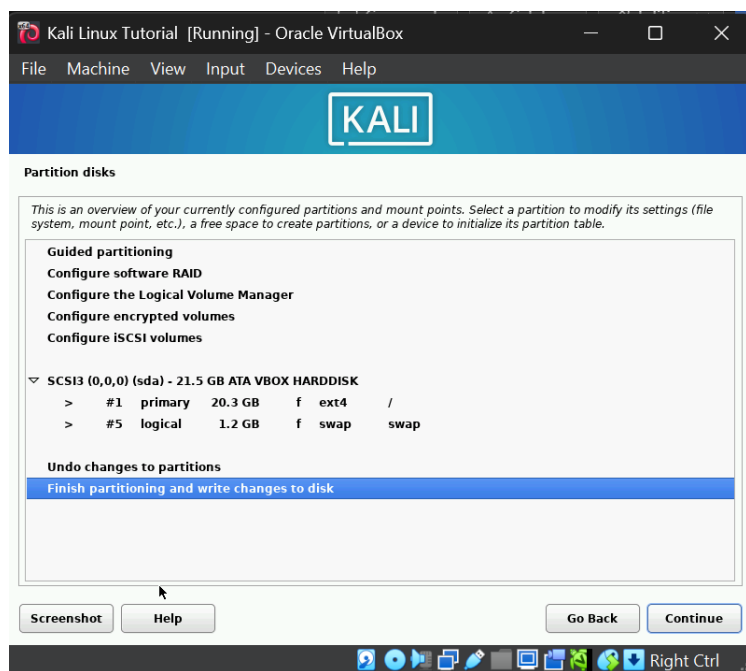 Kali Linux Tutorial [Running] - Oracle VirtualBox
File Machine View Input Devices Help
KALI
Partition disks
This is an overview of your currently configured partitions and mount points. Select a partition to modify its settings (file
system, mount point, etc.), a free space to create partitions, or a device to initialize its partition table.
Guided partitioning
Configure software RAID
Configure the Logical Volume Manager
Configure encrypted volumes
Configure iSCSI volumes
SCSI3 (0,0,0) (sda) - 21.5 GB ATA VBOX HARDDISK
> #1 primary 20.3 GB f ext4 /
> #5 logical 1.2 GB f swap swap
Undo changes to partitions
Finish partitioning and write changes to disk
Screenshot Help Go Back Continue
Right Ctrl